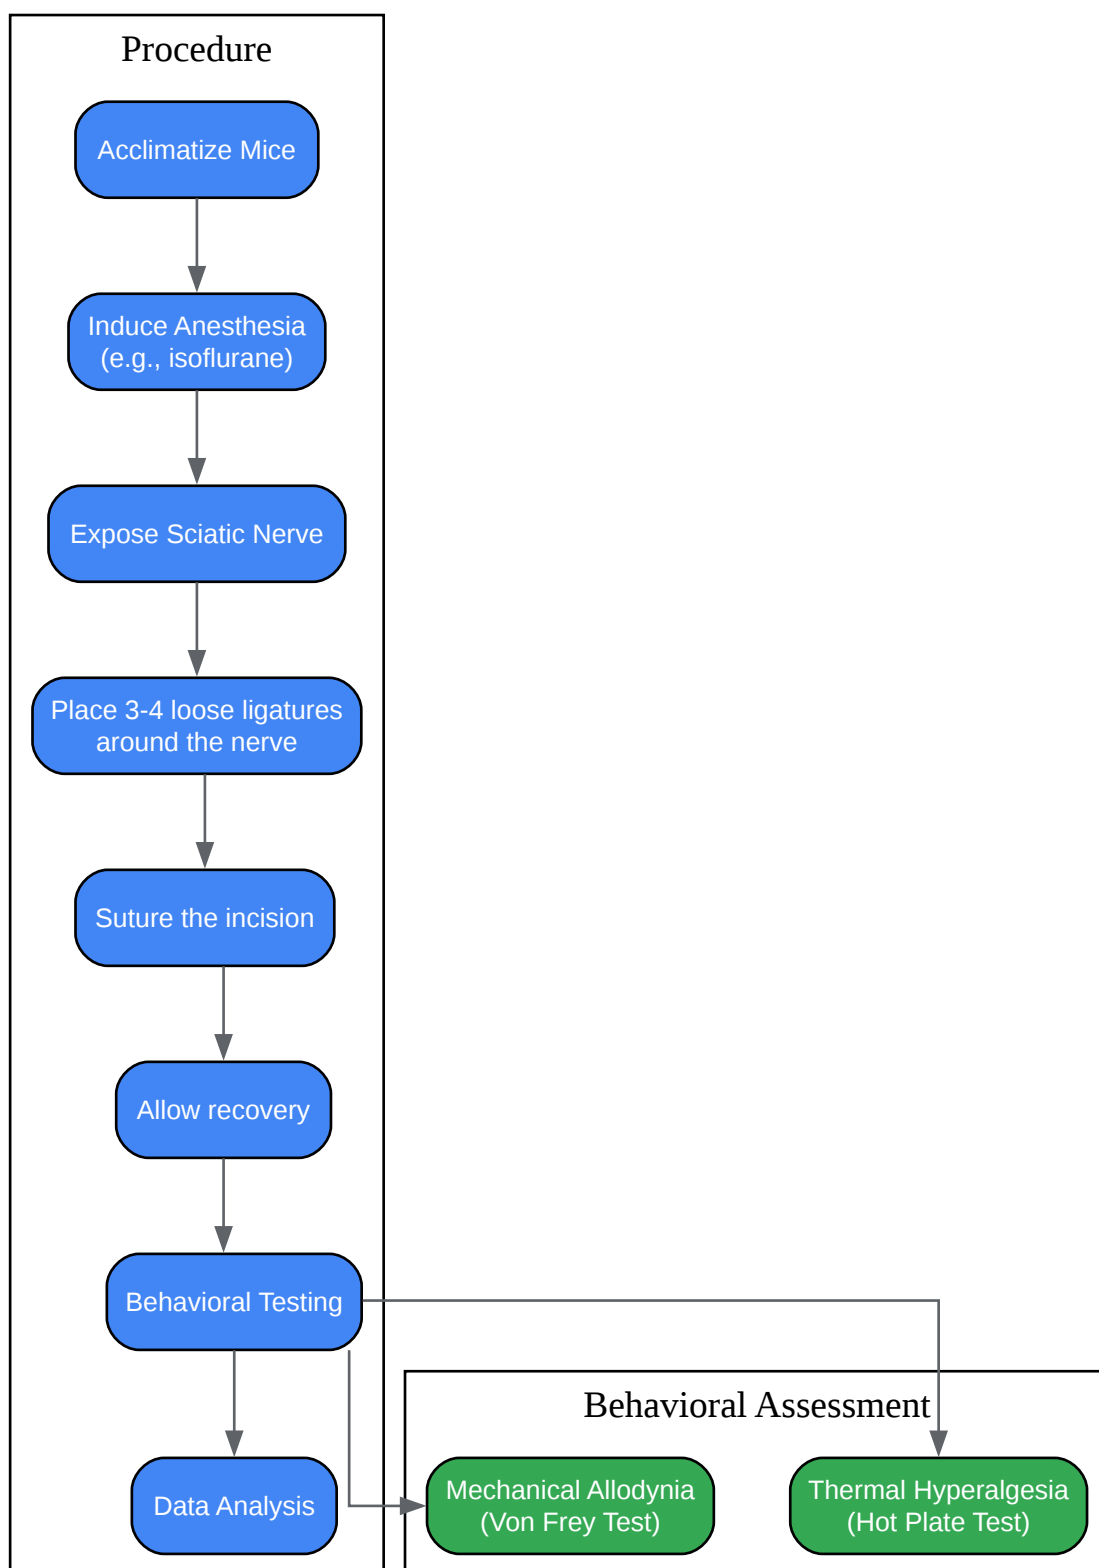 Procedure
Acclimatize Mice
Induce Anesthesia
(e.g., isoflurane)
Expose Sciatic Nerve
Place 3-4 loose ligatures
around the nerve
Suture the incision
Allow recovery
Behavioral Testing
Data Analysis
Behavioral Assessment
Mechanical Allodynia
(Von Frey Test)
Thermal Hyperalgesia
(Hot Plate Test)